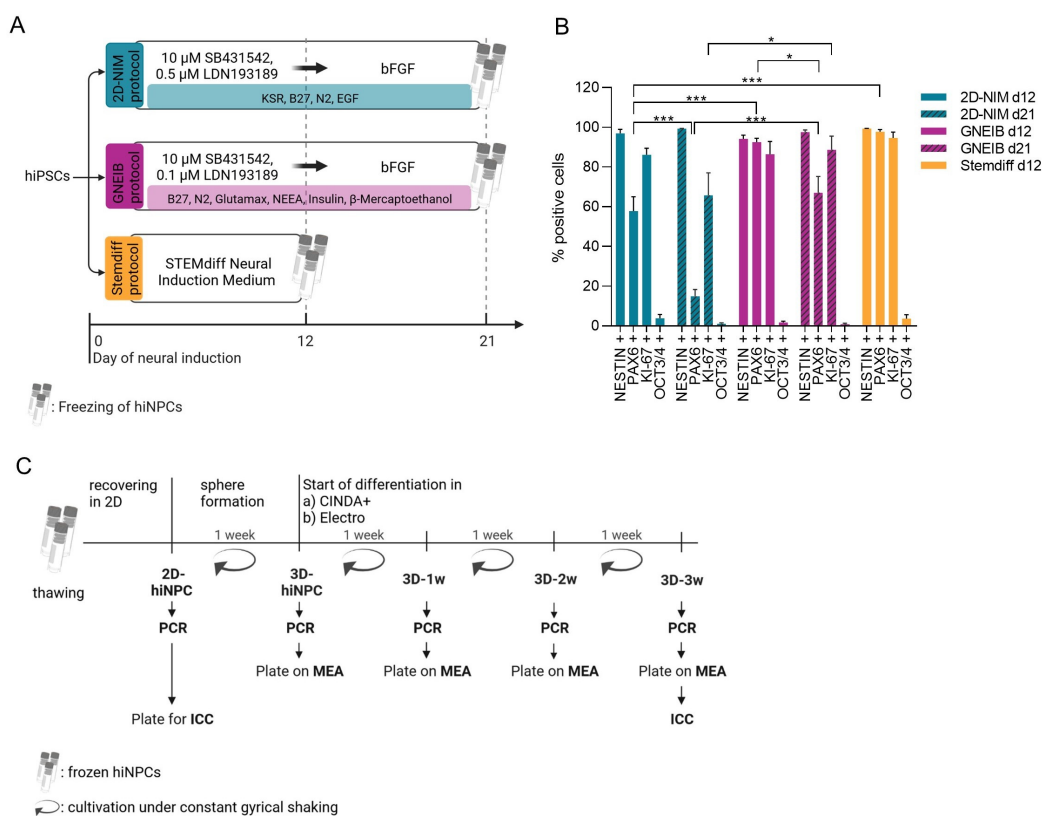 A
2D-NIM
protocol
10 µM SB431542,
0.5 µM LDN193189
bFGF
KSR, B27, N2, EGF
hiPSCs
GNEIB
protocol
10 µM SB431542,
0.1 µM LDN193189
bFGF
B27, N2, Glutamax, NEEA, Insulin, β-Mercaptoethanol
Stemdiff
protocol
STEMdiff Neural
Induction Medium
0
12
21
Day of neural induction
: Freezing of hiNPCs
B
% positive cells
120
100
80
60
40
20
0
*
*
***
***
***
***
NESTIN +
PAX6 +
KI-67 +
OCT3/4 +
NESTIN +
PAX6 +
KI-67 +
OCT3/4 +
NESTIN +
PAX6 +
KI-67 +
OCT3/4 +
NESTIN +
PAX6 +
KI-67 +
OCT3/4 +
NESTIN +
PAX6 +
KI-67 +
OCT3/4 +
2D-NIM d12
2D-NIM d21
GNEIB d12
GNEIB d21
Stemdiff d12
C
recovering
in 2D
sphere
formation
Start of differentiation in
a) CINDA+
b) Electro
1 week
1 week
1 week
1 week
thawing
2D-
hiNPC
3D-
hiNPC
3D-1w
3D-2w
3D-3w
PCR
PCR
PCR
PCR
PCR
Plate on MEA
Plate on MEA
Plate on MEA
Plate on MEA
Plate for ICC
ICC
: frozen hiNPCs
: cultivation under constant gyrical shaking